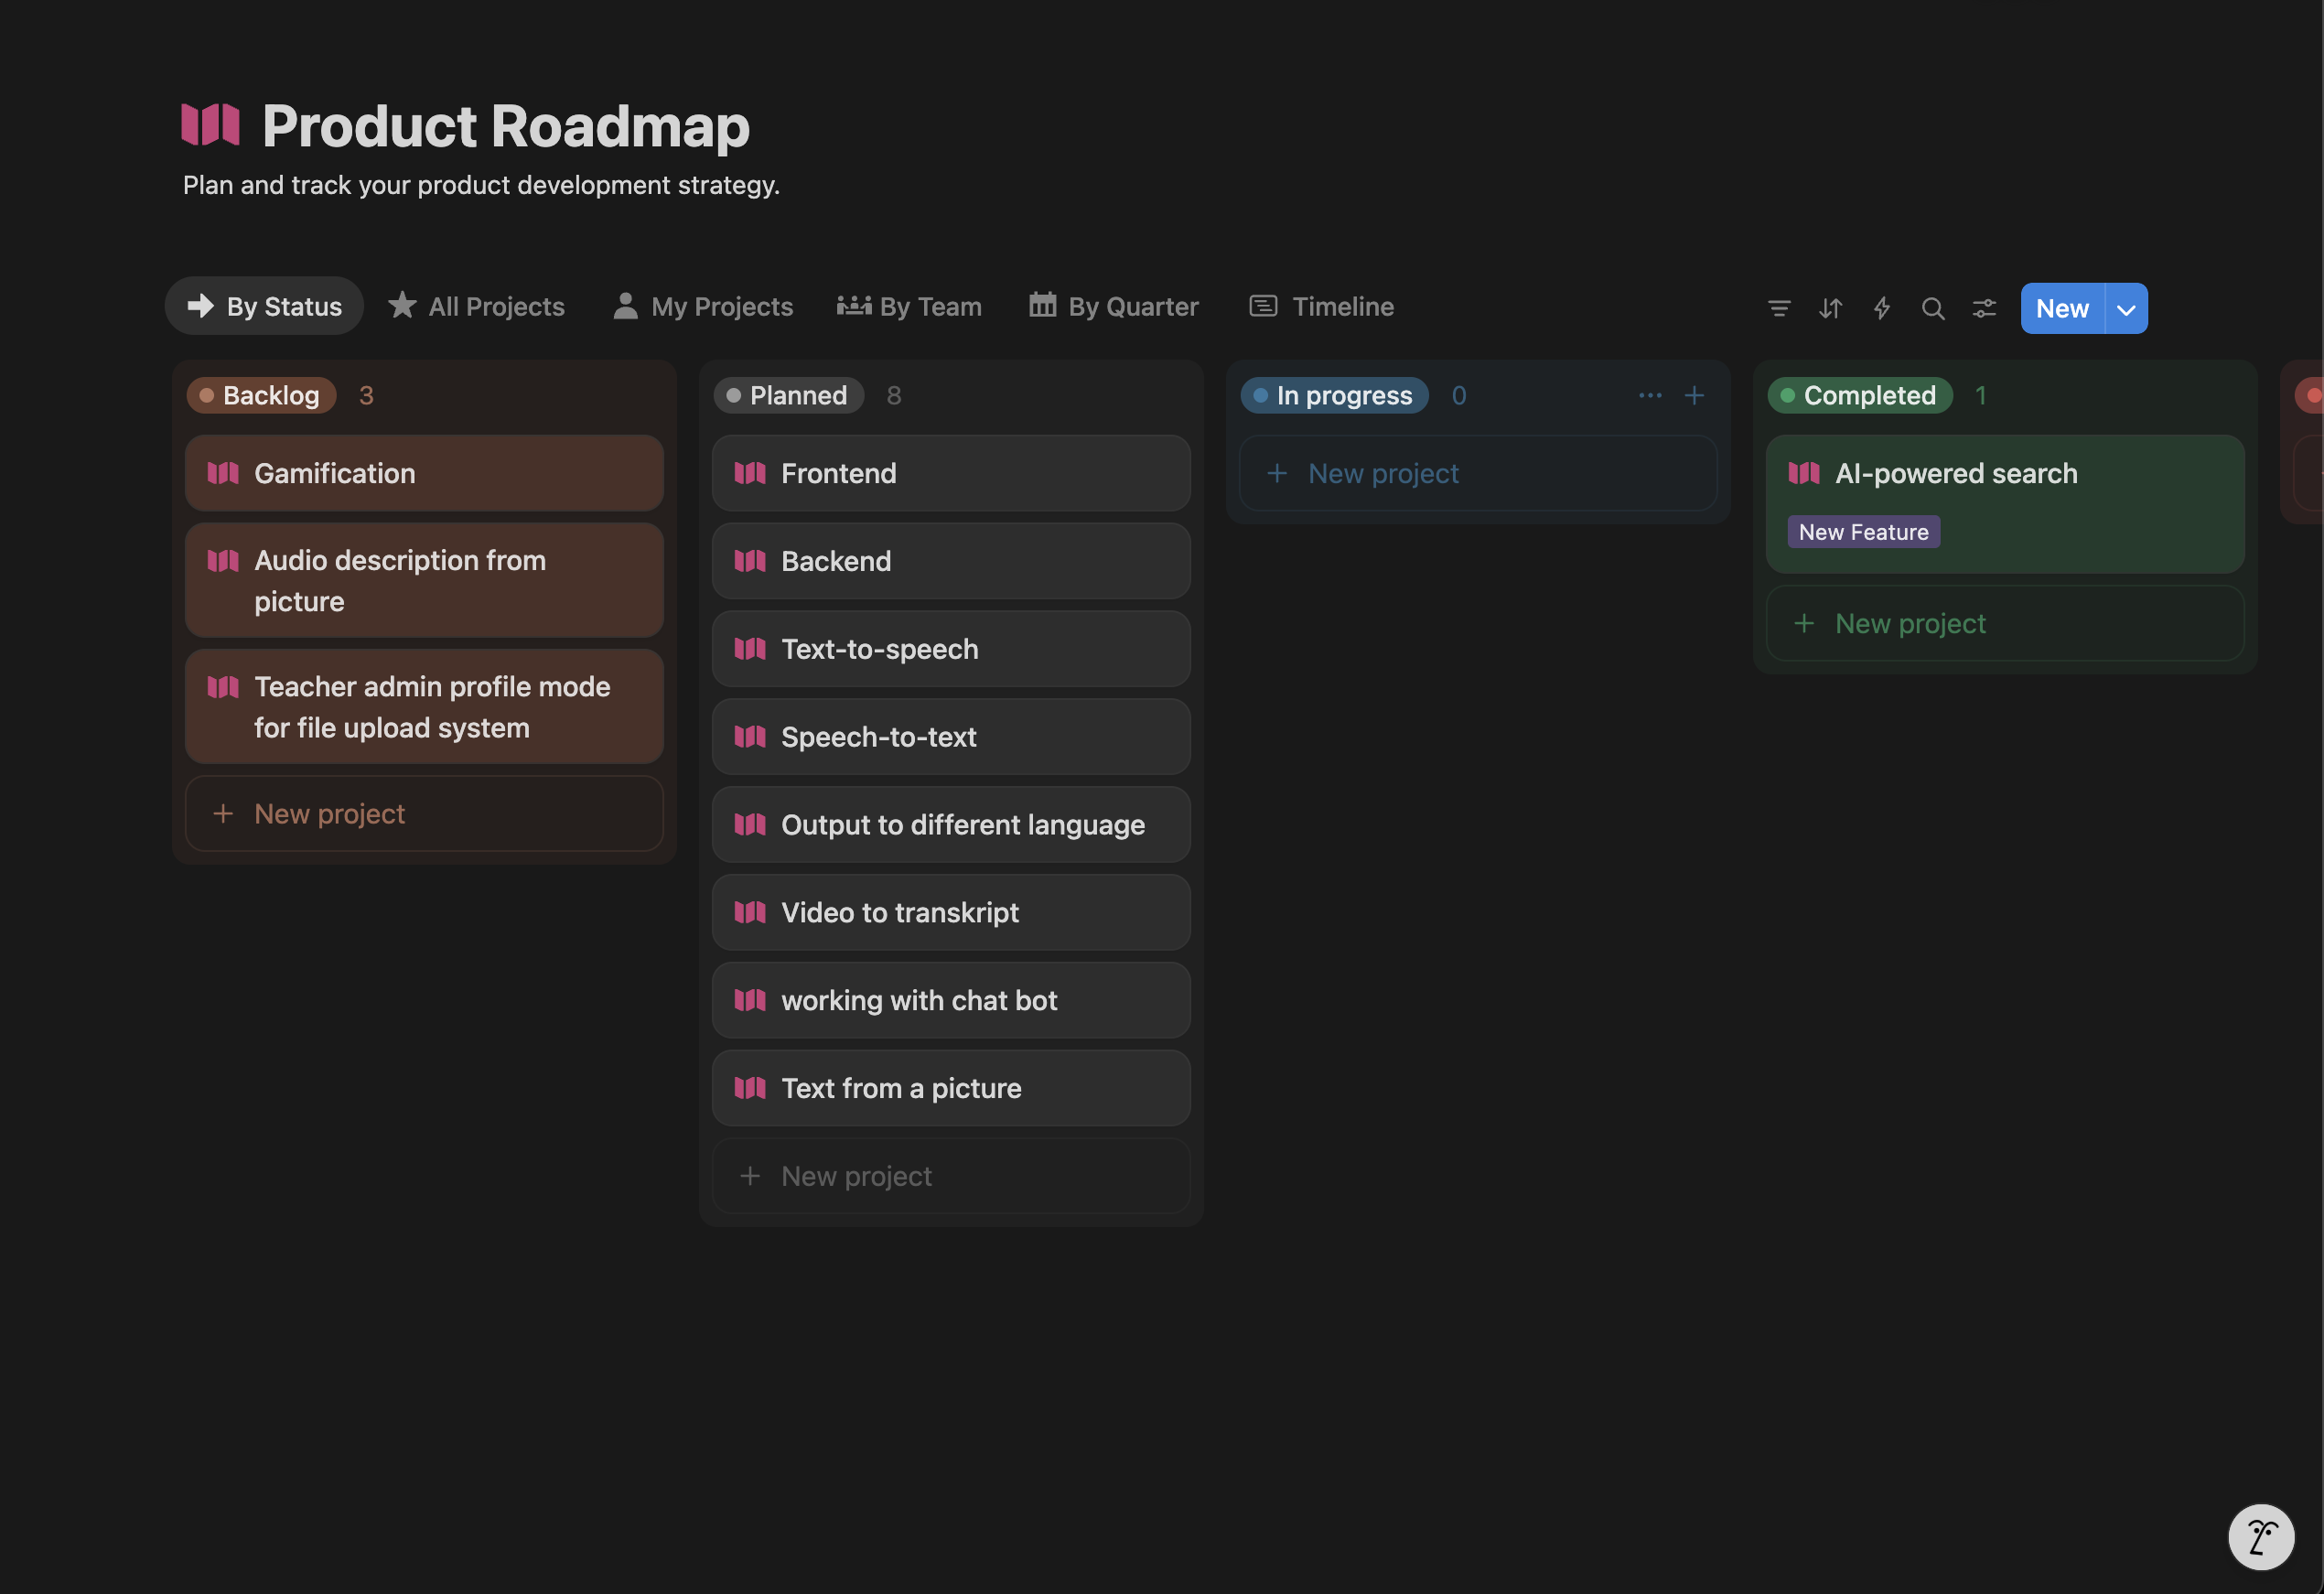 Product Roadmap
Plan and track your product development strategy.
By Status
All Projects
My Projects
By Team
By Quarter
Timeline
New
Backlog 3
Gamification
Audio description from
picture
Teacher admin profile mode
for file upload system
+ New project
Planned 8
Frontend
Backend
Text-to-speech
Speech-to-text
Output to different language
Video to transkript
working with chat bot
Text from a picture
+ New project
In progress 0
+ New project
Completed 1
AI-powered search
New Feature
+ New project